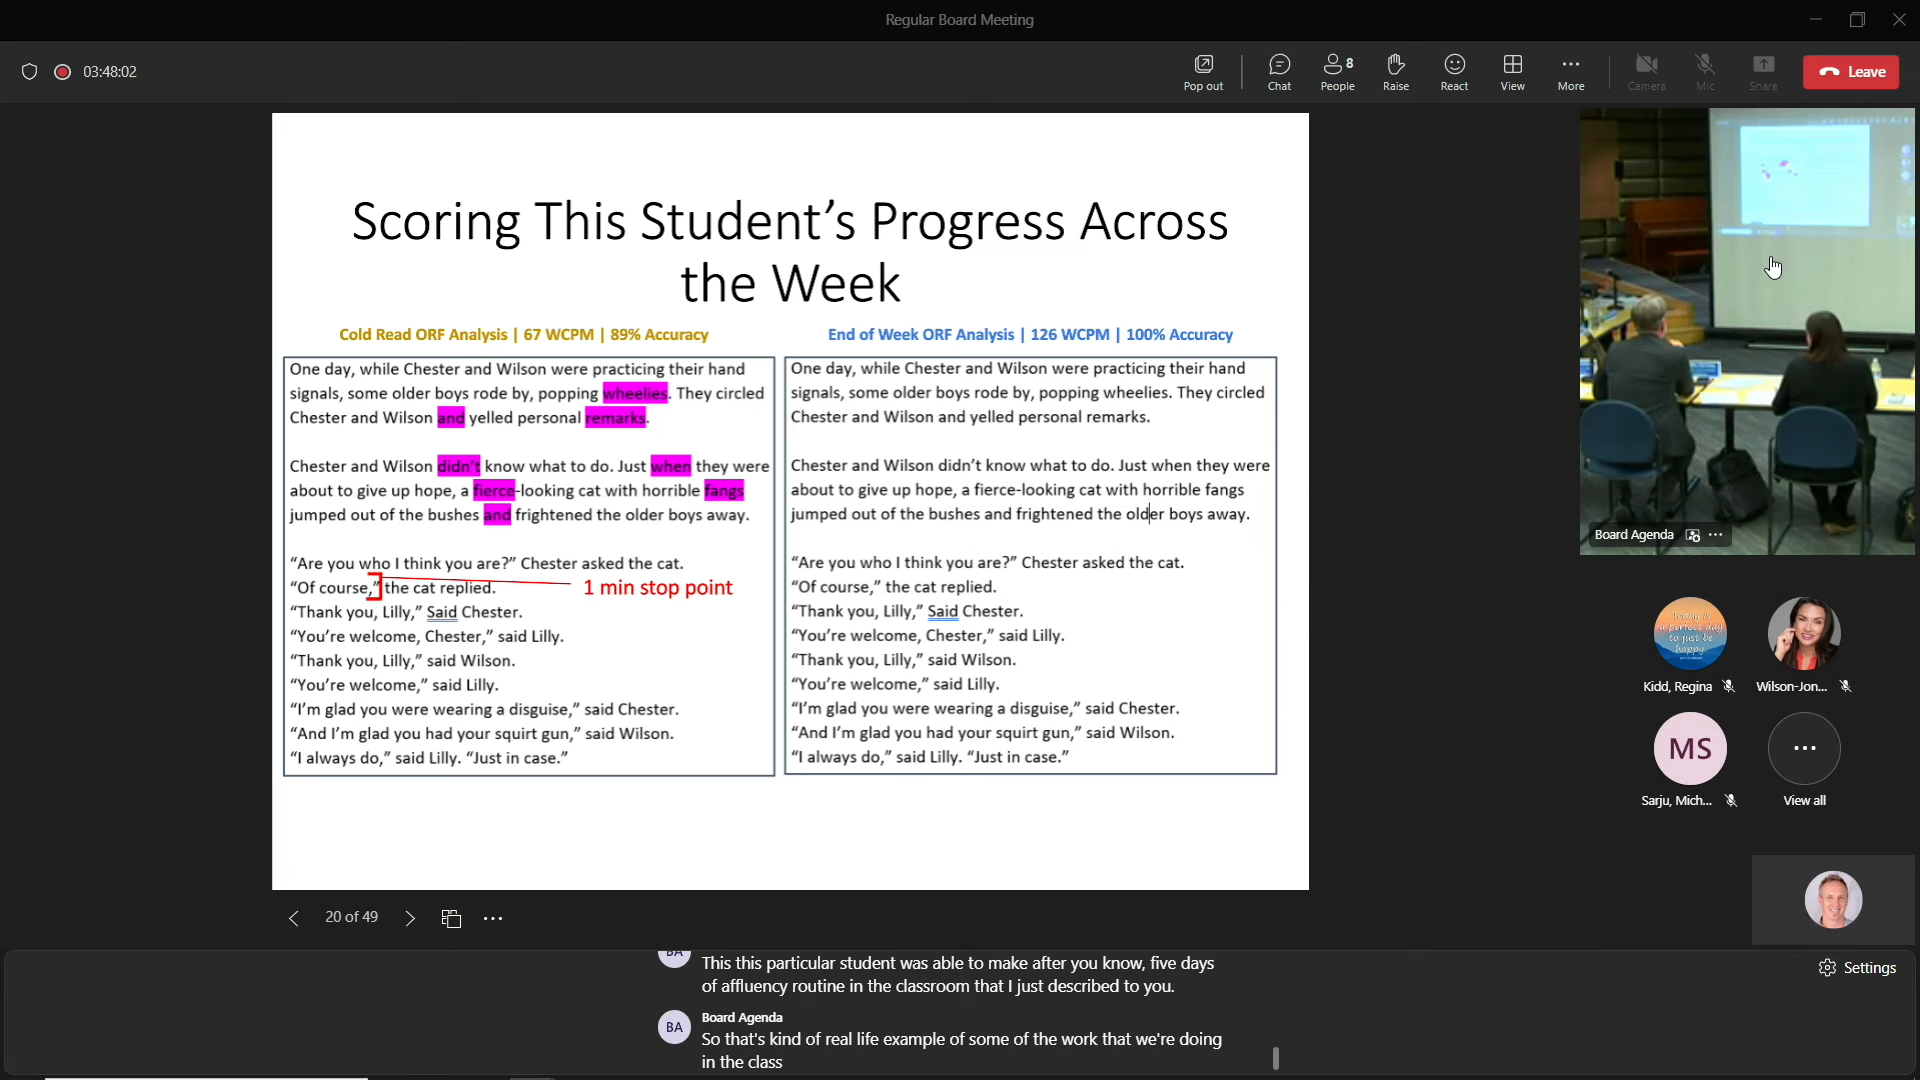 Regular Board Meeting
03:48:02
Pop out
Chat
8
People
Raise
React
View
More
Camera
Mic
Share
Leave
Scoring This Student's Progress Across
the Week
Cold Read ORF Analysis | 67 WCPM | 89% Accuracy
One day, while Chester and Wilson were practicing their hand
signals, some older boys rode by, popping wheelies. They circled
Chester and Wilson and yelled personal remarks.
Chester and Wilson didn't know what to do. Just when they were
about to give up hope, a fierce-looking cat with horrible fangs
jumped out of the bushes and frightened the older boys away.
“Are you who I think you are?” Chester asked the cat.
“Of course,” the cat replied.
1 min stop point
“Thank you, Lilly,” Said Chester.
“You're welcome, Chester,” said Lilly.
“Thank you, Lilly,” said Wilson.
“You're welcome,” said Lilly.
“I'm glad you were wearing a disguise,” said Chester.
“And I'm glad you had your squirt gun,” said Wilson.
“I always do,” said Lilly. “Just in case.”
End of Week ORF Analysis | 126 WCPM | 100% Accuracy
One day, while Chester and Wilson were practicing their hand
signals, some older boys rode by, popping wheelies. They circled
Chester and Wilson and yelled personal remarks.
Chester and Wilson didn't know what to do. Just when they were
about to give up hope, a fierce-looking cat with horrible fangs
jumped out of the bushes and frightened the older boys away.
“Are you who I think you are?” Chester asked the cat.
“Of course,” the cat replied.
“Thank you, Lilly,” Said Chester.
“You're welcome, Chester,” said Lilly.
“Thank you, Lilly,” said Wilson.
“You're welcome,” said Lilly.
“I'm glad you were wearing a disguise,” said Chester.
“And I'm glad you had your squirt gun,” said Wilson.
“I always do,” said Lilly. “Just in case.”
Board Agenda
Today is
a perfect day
to just be
happy
Kidd, Regina
Wilson-Jon...
MS
Sarju, Mich...
View all
20 of 49
BA
This this particular student was able to make after you know, five days
of affluency routine in the classroom that I just described to you.
BA
Board Agenda
So that's kind of real life example of some of the work that we're doing
in the class
Settings